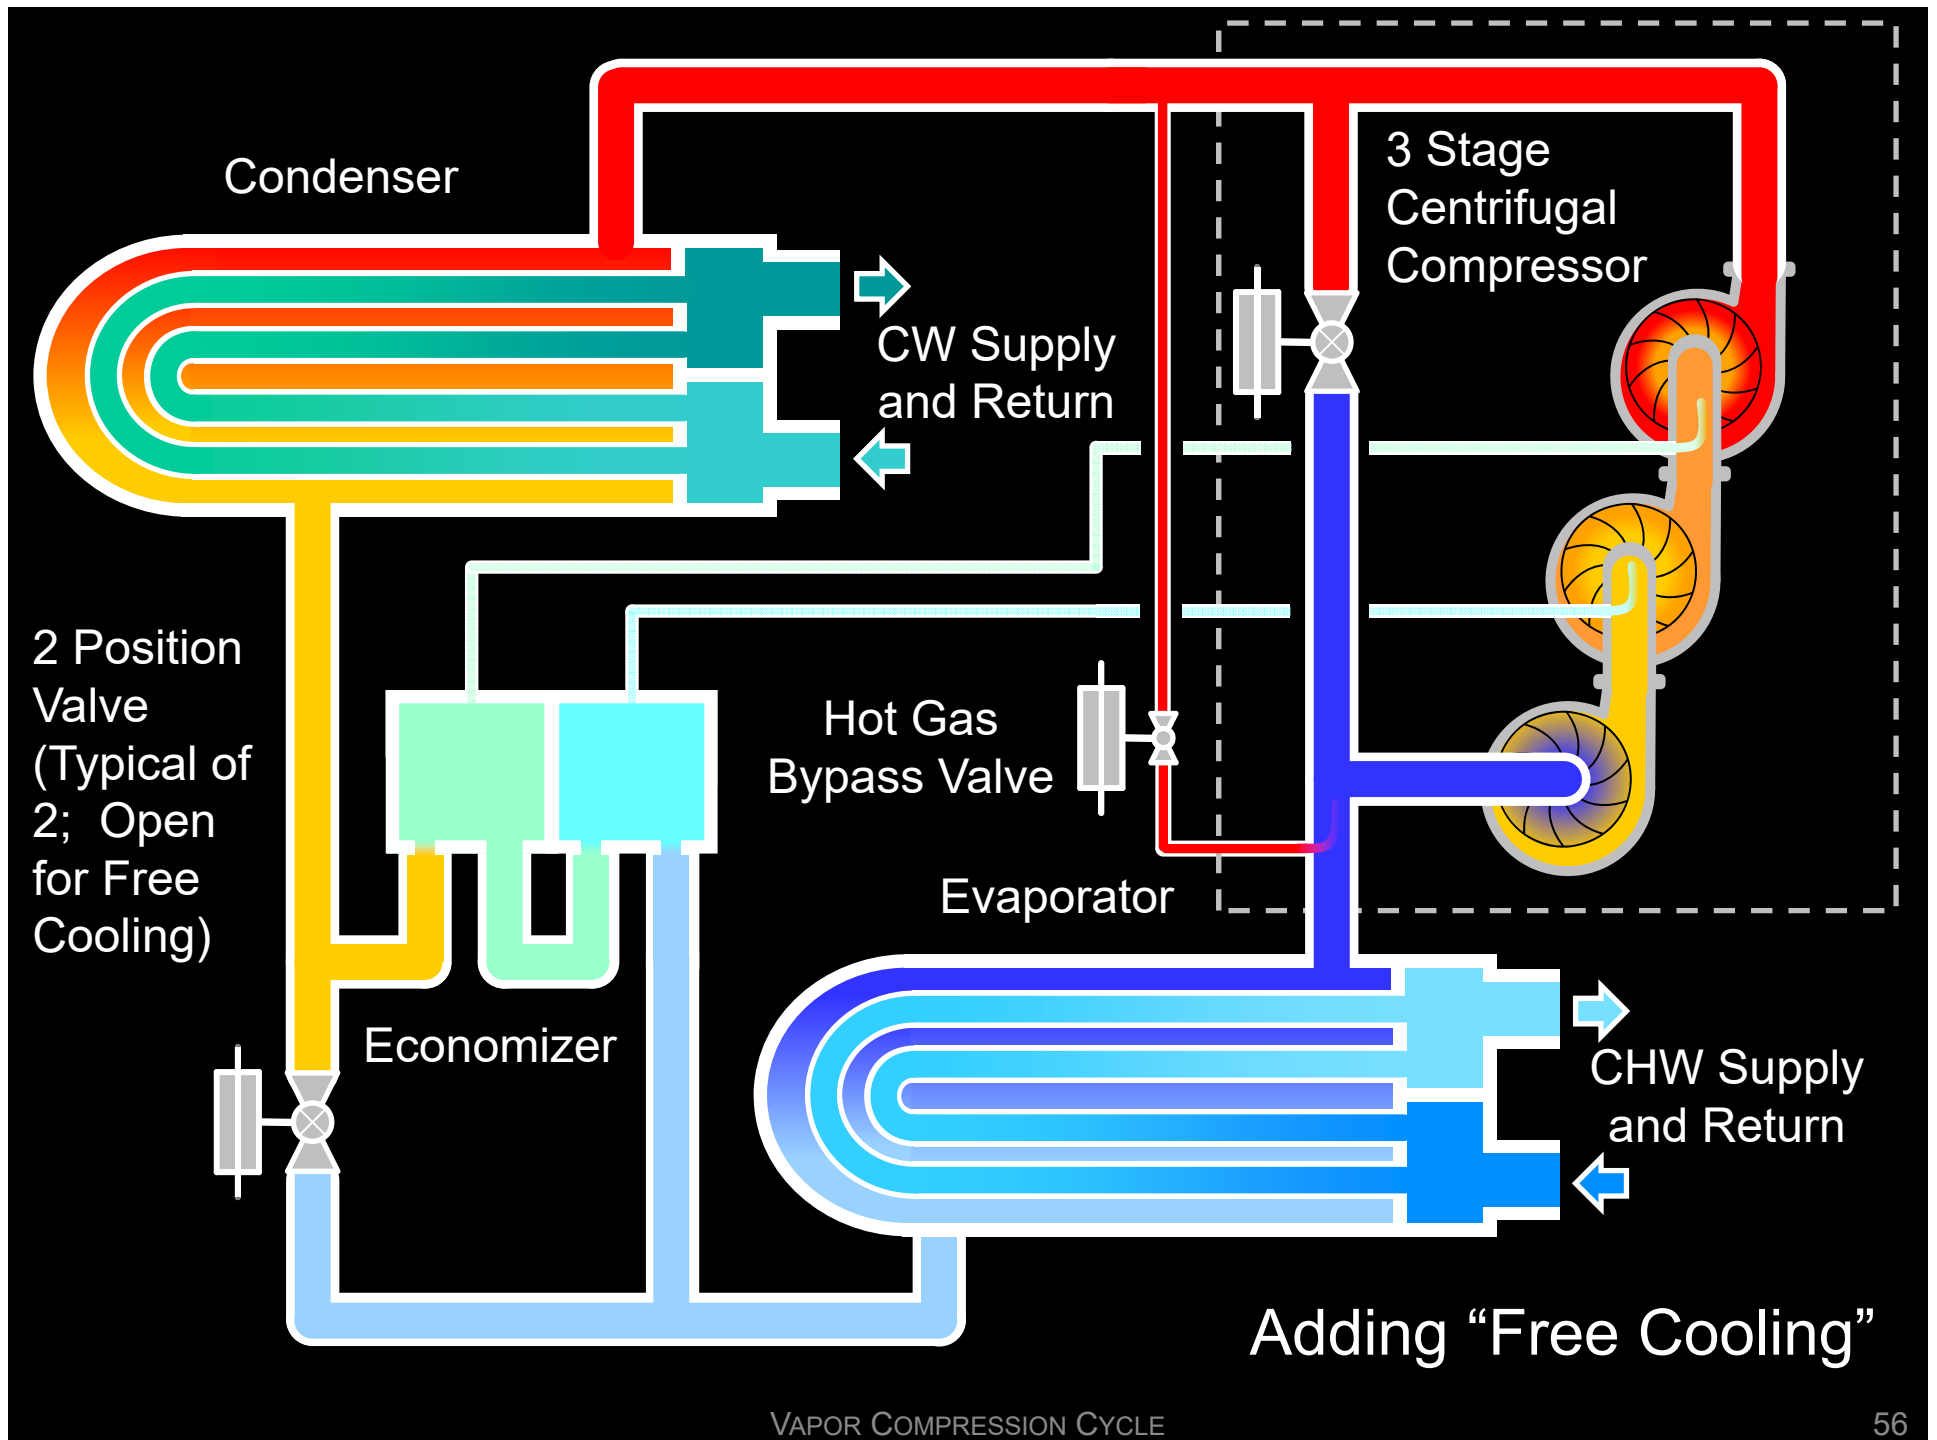 3 Stage
Centrifugal
Compressor
Condenser
CW Supply
and Return
2 Position
Valve
(Typical of
2;  Open
for Free
Cooling)
Hot Gas
Bypass Valve
Evaporator
Economizer
CHW Supply
and Return
Adding “Free Cooling”
VAPOR COMPRESSION CYCLE
56